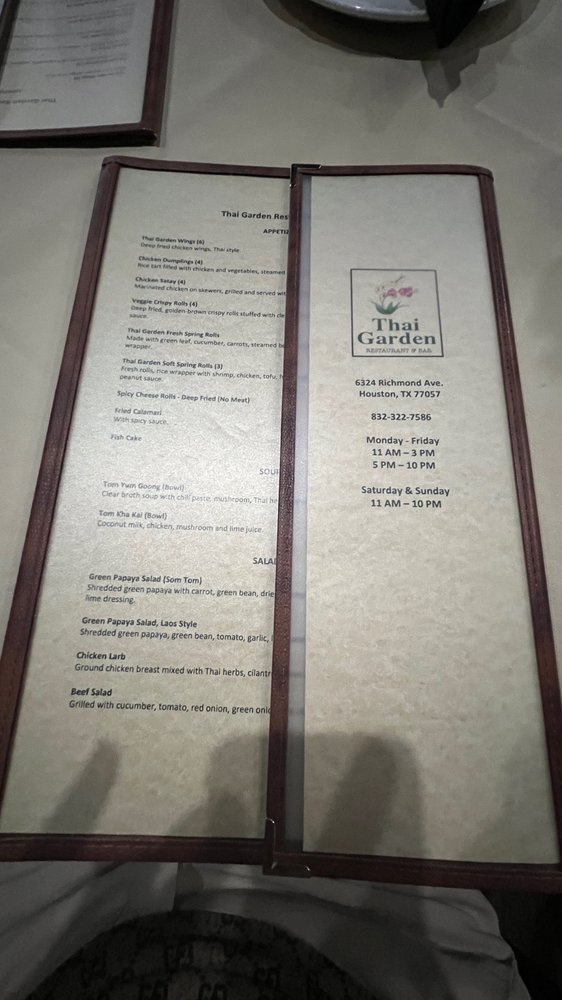 Thai Garden Res
APPETIZ
Thai Garden Wings (6)
Deep fried chicken wings, Thai style.
Chicken Dumplings (4)
Rice tart filled with chicken and vegetables, steamed
Chicken Satay (4)
Marinated chicken on skewers, grilled and served wit
Veggie Crispy Rolls (4)
Deep fried, golden-brown crispy rolls stuffed with cle
sauce.
Thai Garden Fresh Spring Rolls
Made with green leaf, cucumber, carrots, steamed b
wrapper.
Thai Garden Soft Spring Rolls (3)
Fresh rolls, rice wrapper with shrimp, chicken, tofu,
peanut sauce.
Spicy Cheese Rolls - Deep Fried (No Meat)
Fried Calamari
With spicy sauce.
Fish Cake
SOUP
Tom Yum Goong (Bowl)
Clear broth soup with chili paste, mushroom, Thai he
Tom Kha Kai (Bowl)
Coconut milk, chicken, mushroom and lime juice.
SALA
Green Papaya Salad (Som Tom)
Shredded green papaya with carrot, green bean, drie
lime dressing.
Green Papaya Salad, Laos Style
Shredded green papaya, green bean, tomato, garlic,
Chicken Larb
Ground chicken breast mixed with Thai herbs, cilantr
Beef Salad
Grilled with cucumber, tomato, red onion, green onio
Thai
Garden
RESTAURANT & BAR
6324 Richmond Ave.
Houston, TX 77057
832-322-7586
Monday - Friday
11 AM – 3 PM
5 PM – 10 PM
Saturday & Sunday
11 AM – 10 PM